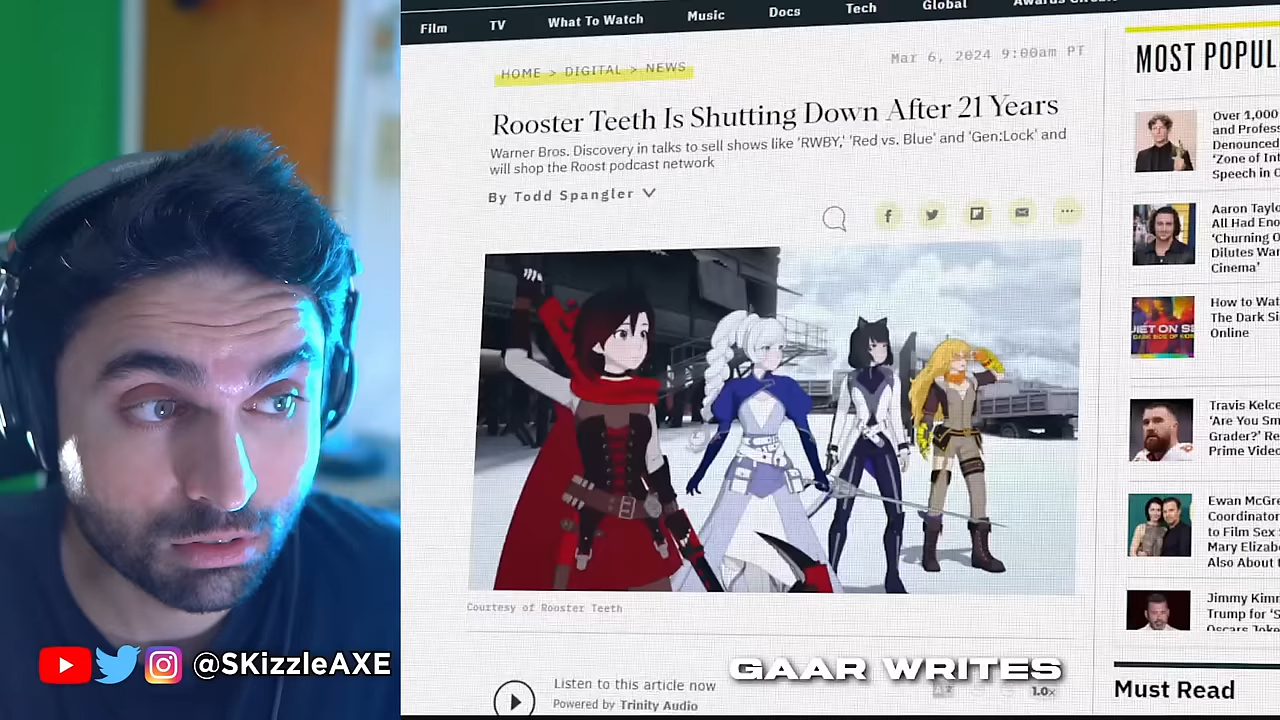 Film TV What To Watch Music Docs Tech Global
HOME > DIGITAL > NEWS
Mar 6, 2024 9:00am PT
Rooster Teeth Is Shutting Down After 21 Years
Warner Bros. Discovery in talks to sell shows like 'RWBY,' 'Red vs. Blue' and 'Gen:Lock' and
will shop the Roost podcast network
By Todd Spangler
Courtesy of Rooster Teeth
Listen to this article now
Powered by Trinity Audio
1.0x
GAAR WRITES
@SKizzleAXE
MOST POPUL
Over 1,000
and Profes
Denounced
'Zone of Int
Speech in O
Aaron Taylo
All Had Eno
'Churning O
Dilutes War
Cinema'
How to Wat
The Dark Si
Online
Travis Kelce
'Are You Sm
Grader?' Re
Prime Video
Ewan McGr
Coordinator
to Film Sex
Mary Elizab
Also About t
Jimmy Kimm
Trump for 'S
Oscars Joke
Must Read